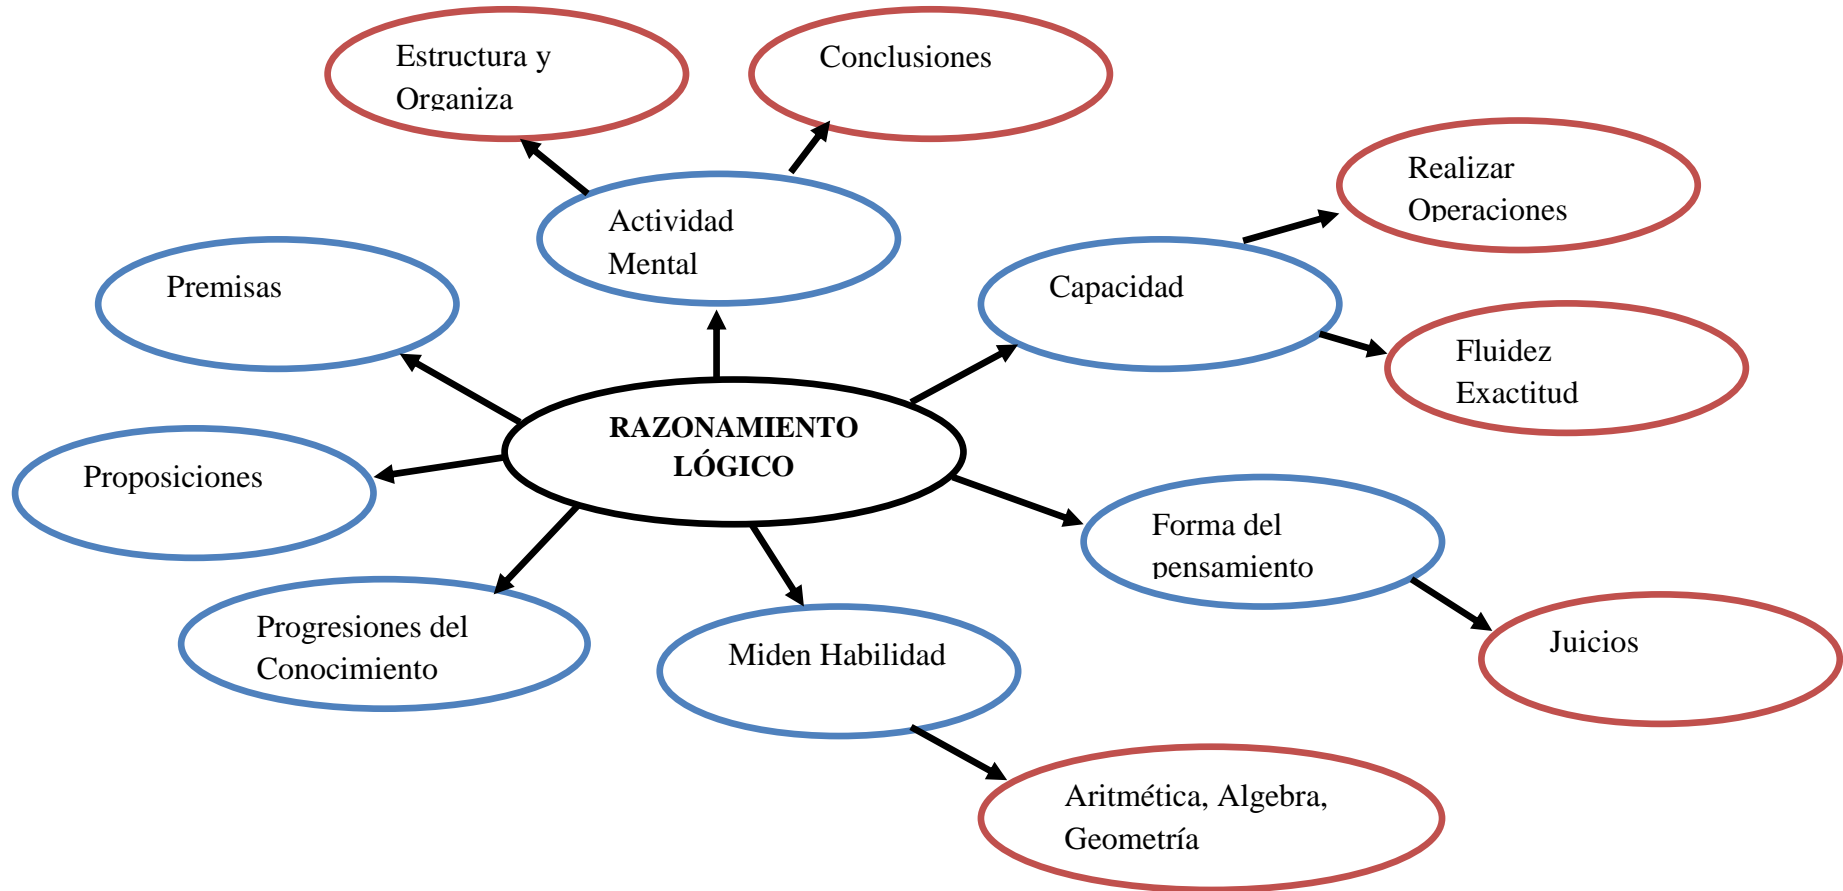 Estructura y
Organiza
Conclusiones
Realizar
Operaciones
Actividad
Mental
Premisas
Capacidad
Fluidez
Exactitud
RAZONAMIENTO
LÓGICO
Proposiciones
Forma del
pensamiento
Progresiones del
Conocimiento
Miden Habilidad
Juicios
Aritmética, Algebra,
Geometría